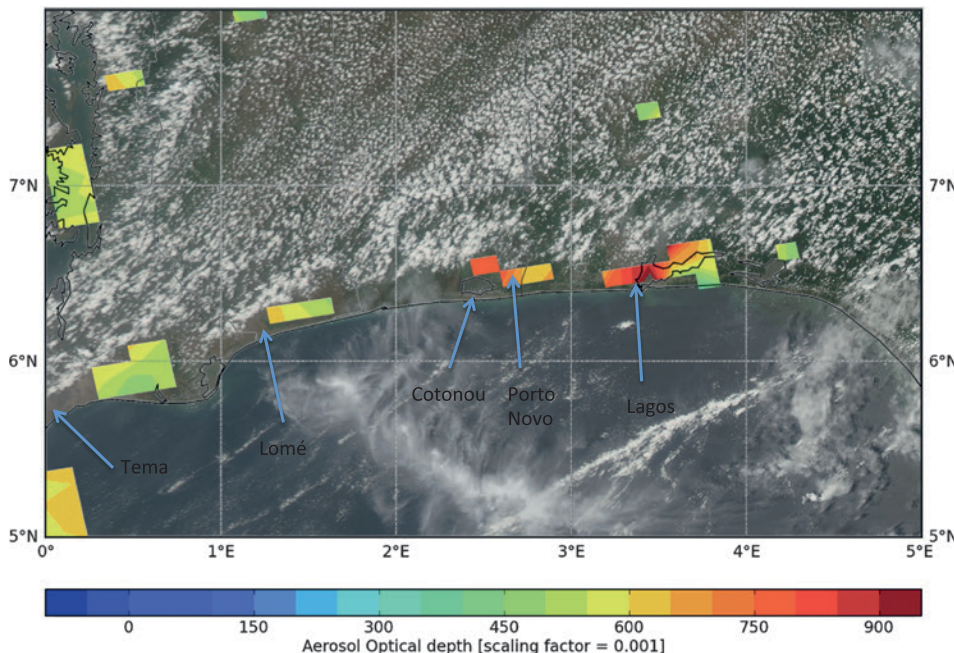 7°N
7°N
6°N
6°N
Cotonou
Porto
Novo
Lagos
Lomé
Tema
5°N
5°N
0°
1°E
2°E
3°E
4°E
5°E
0
150
300
450
600
750
900
Aerosol Optical depth [scaling factor = 0.001]